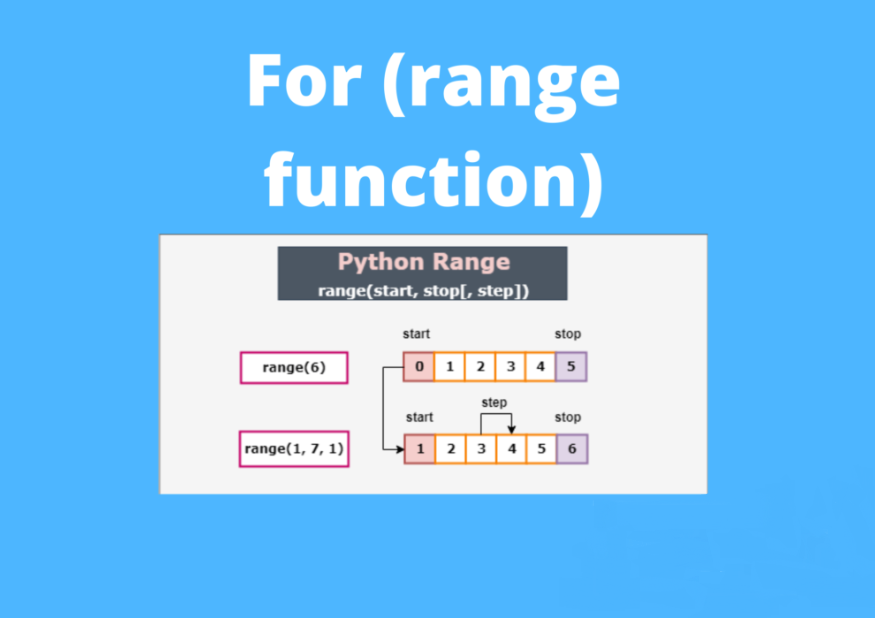 For (range
function)
Python Range
range(start, stop[, step])
start stop
range(6) 0 1 2 3 4 5
step
start stop
range(1, 7, 1) 1 2 3 4 5 6